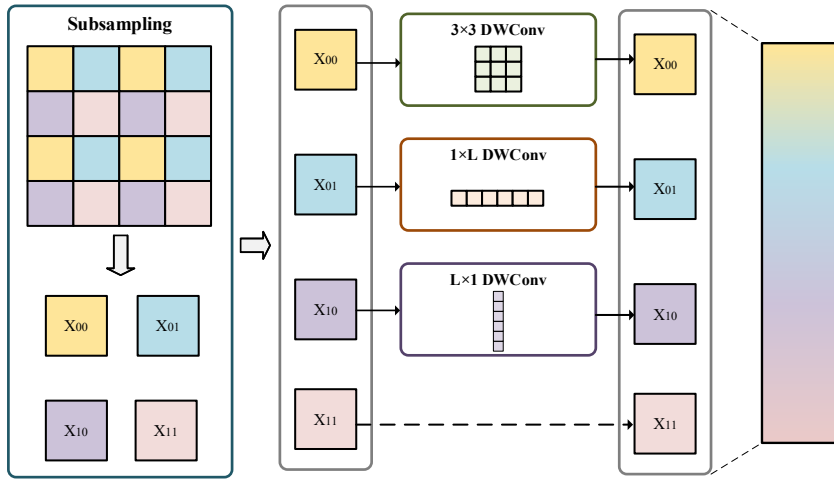 Subsampling
X00
X01
X10
X11
X00
X01
X10
X11
3×3 DWConv
1×L DWConv
L×1 DWConv
X00
X01
X10
X11